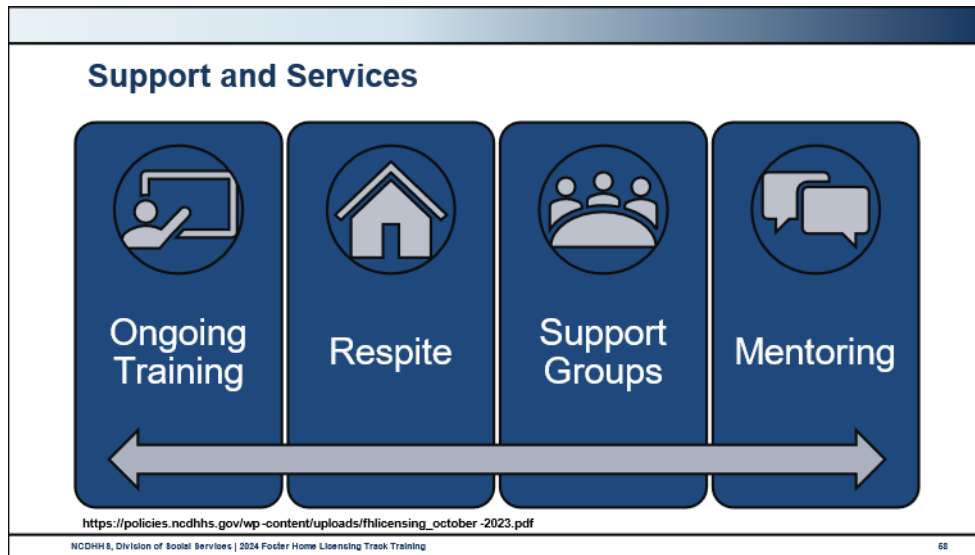 Support and Services
Ongoing
Training
Respite
Support
Groups
Mentoring
https://policies.ncdhhs.gov/wp-content/uploads/fhlicensing_october -2023.pdf
NCDHHS, Division of Social Services | 2024 Foster Home Licensing Track Training
58